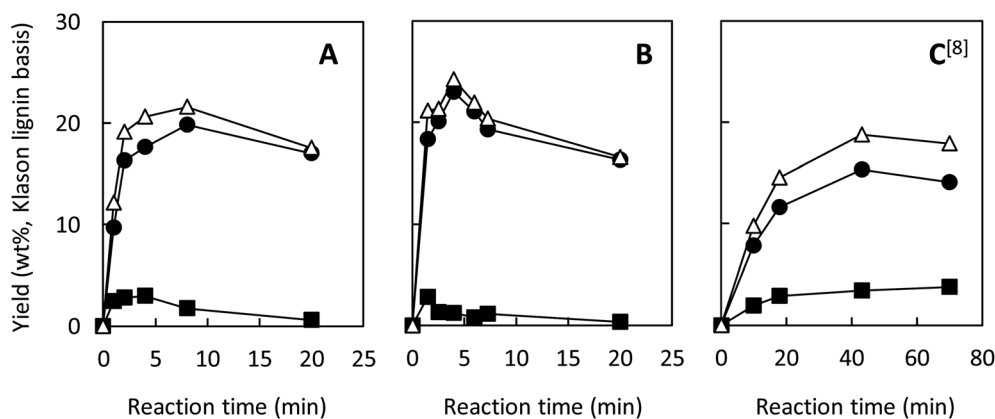 Yield (wt%, Klason lignin basis)
30
20
10
0
A
0 5 10 15 20 25
Reaction time (min)
B
0 5 10 15 20 25
Reaction time (min)
C[8]
0 20 40 60 80
Reaction time (min)